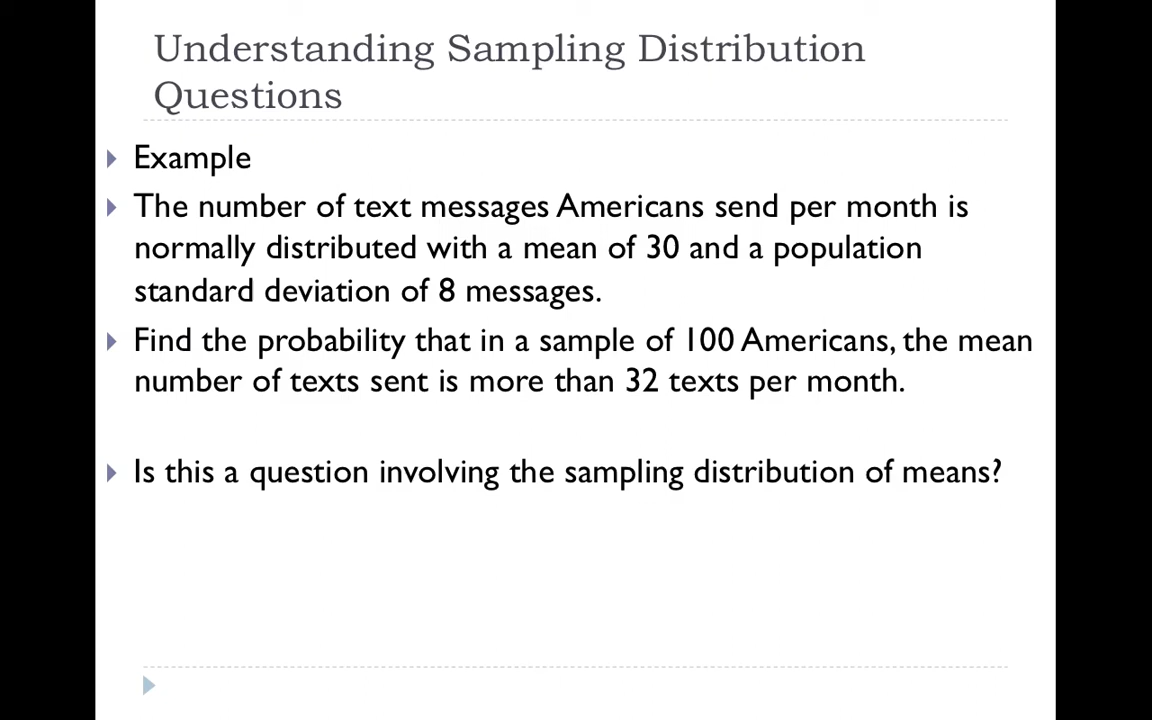 Understanding Sampling Distribution
Questions
Example
The number of text messages Americans send per month is
normally distributed with a mean of 30 and a population
standard deviation of 8 messages.
Find the probability that in a sample of 100 Americans, the mean
number of texts sent is more than 32 texts per month.
Is this a question involving the sampling distribution of means?